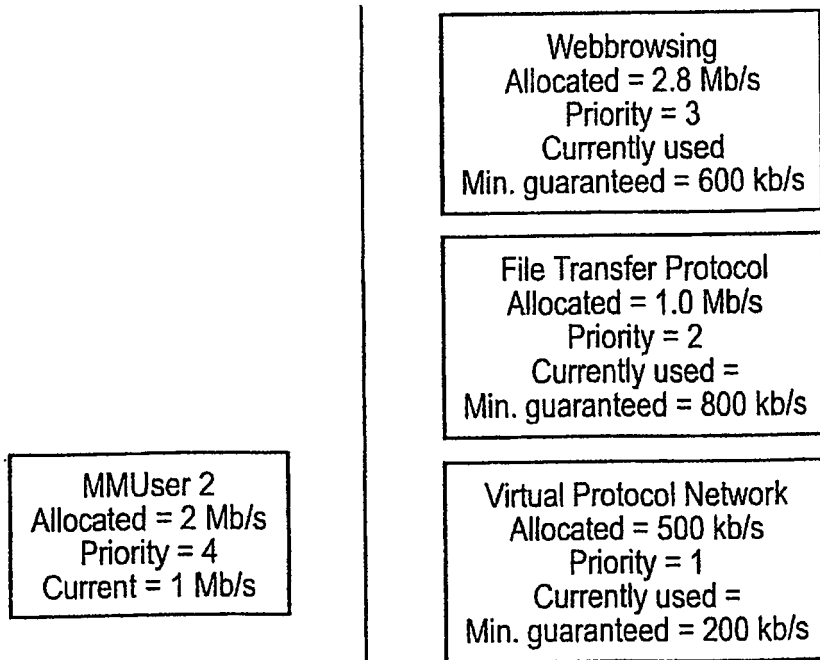 Webbrowsing
Allocated = 2.8 Mb/s
Priority = 3
Currently used
Min. guaranteed = 600 kb/s
File Transfer Protocol
Allocated = 1.0 Mb/s
Priority = 2
Currently used =
Min. guaranteed = 800 kb/s
MMUser 2
Allocated = 2 Mb/s
Priority = 4
Current = 1 Mb/s
Virtual Protocol Network
Allocated = 500 kb/s
Priority = 1
Currently used =
Min. guaranteed = 200 kb/s